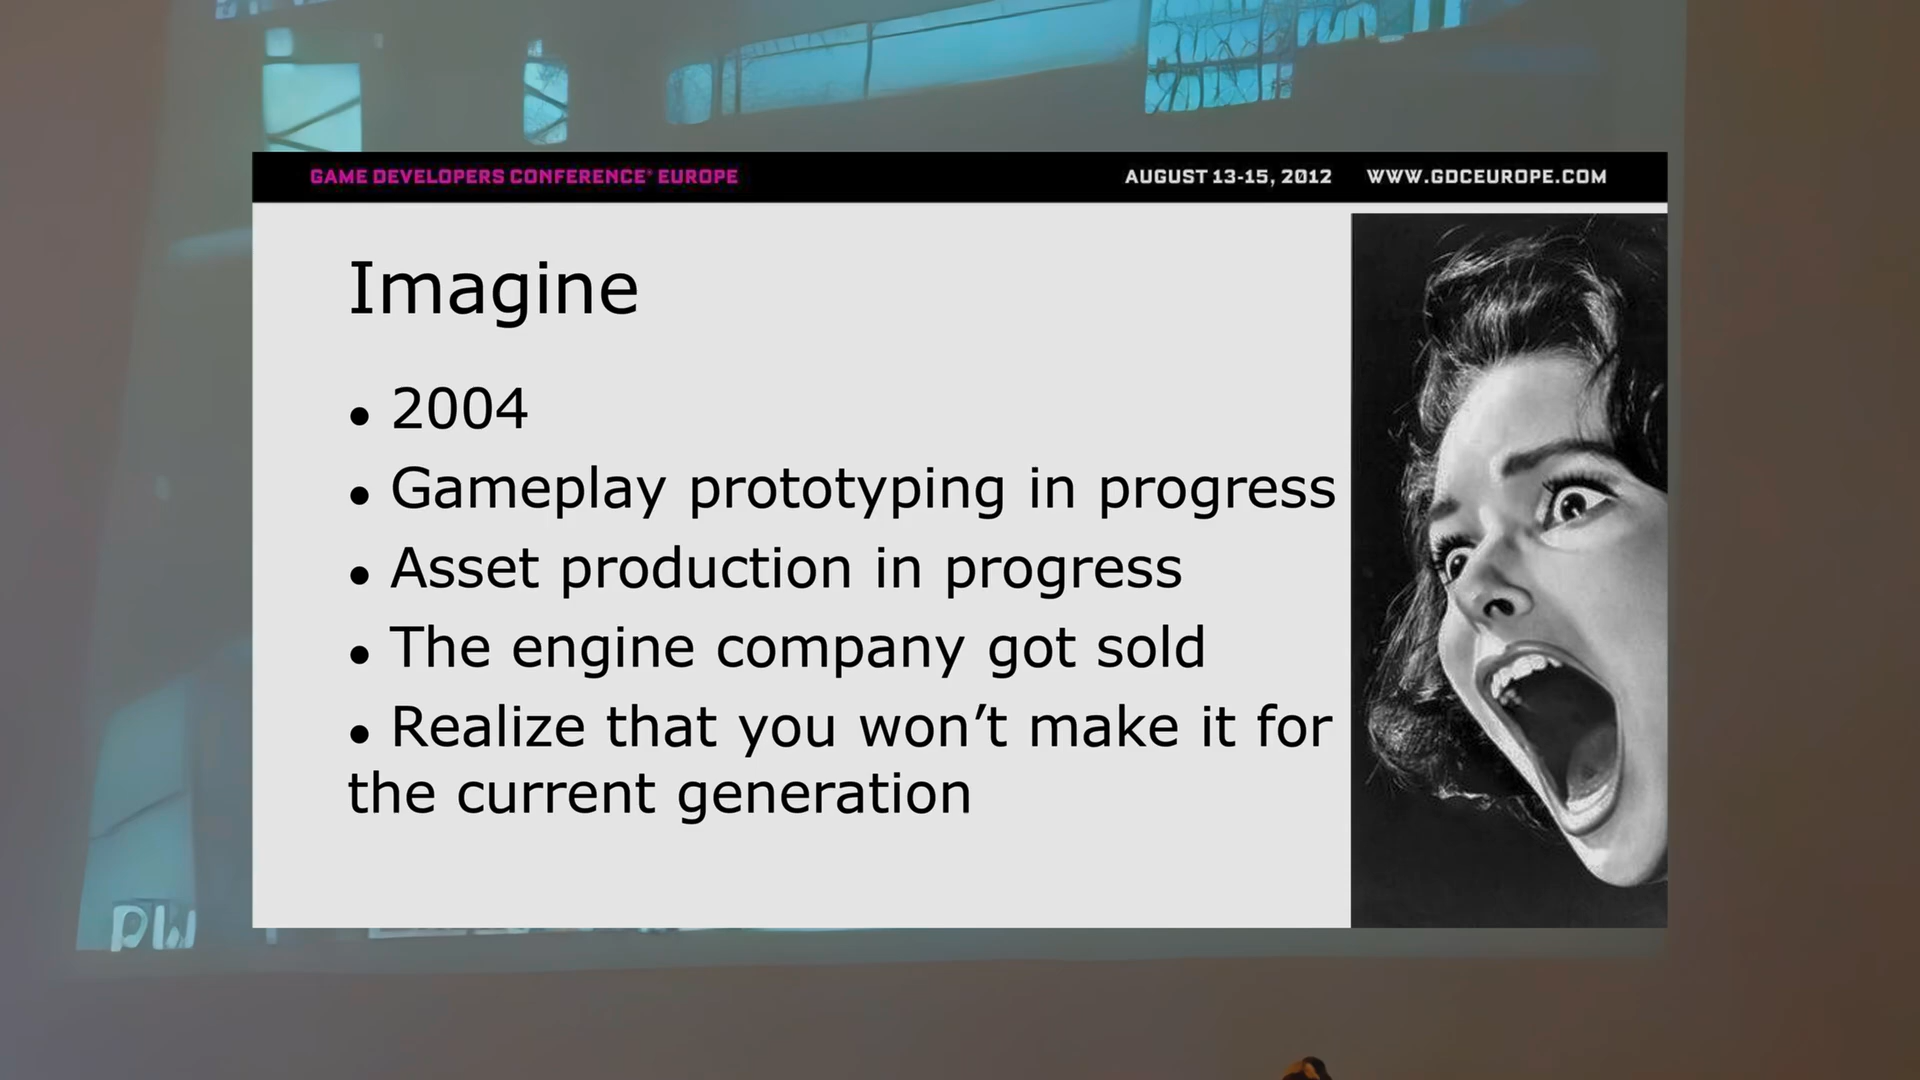 GAME DEVELOPERS CONFERENCE® EUROPE
AUGUST 13-15, 2012 WWW.GDCEUROPE.COM
Imagine
• 2004
• Gameplay prototyping in progress
• Asset production in progress
• The engine company got sold
• Realize that you won’t make it for
the current generation